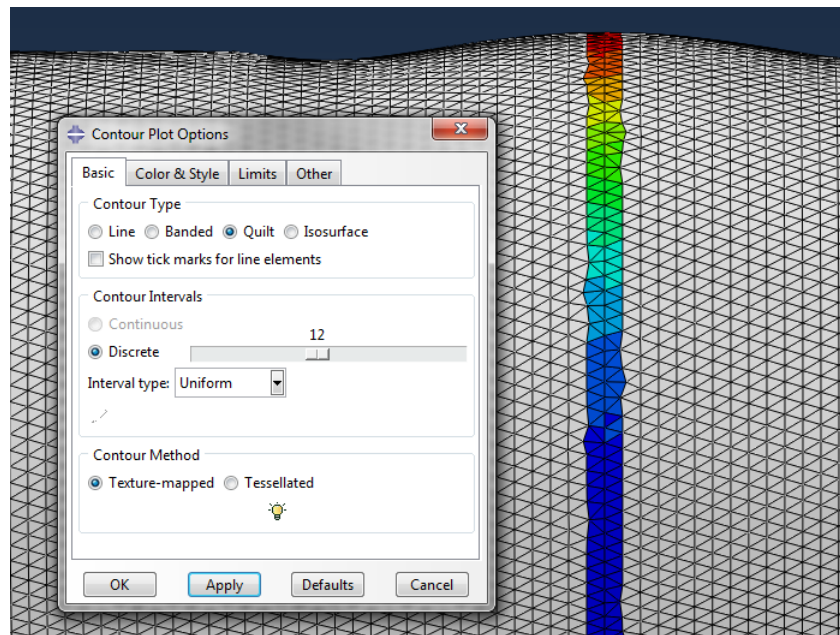 Contour Plot Options
Basic Color & Style Limits Other
Contour Type
Line Banded Quilt Isosurface
Show tick marks for line elements
Contour Intervals
Continuous
12
Discrete
Interval type: Uniform
Contour Method
Texture-mapped Tessellated
OK Apply Defaults Cancel